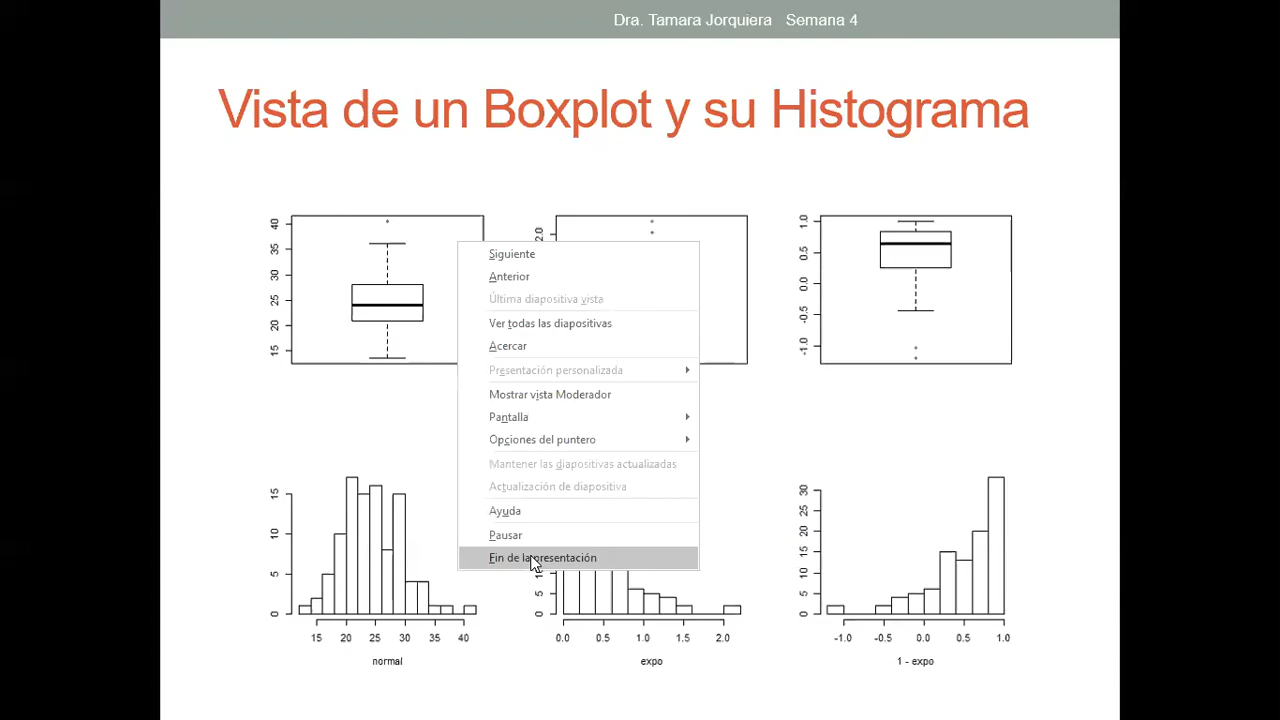 Dra. Tamara Jorquiera Semana 4
Vista de un Boxplot y su Histograma
40
35
30
25
20
15
2.0
1.0
0.5
0.0
-0.5
-1.0
Siguiente
Anterior
Última diapositiva vista
Ver todas las diapositivas
Acercar
Presentación personalizada
Mostrar vista Moderador
Pantalla
Opciones del puntero
Mantener las diapositivas actualizadas
Actualización de diapositiva
Ayuda
Pausar
Fin de la presentación
15
10
5
0
15 20 25 30 35 40
normal
10
5
0
0.0 0.5 1.0 1.5 2.0
expo
30
25
20
15
10
5
0
-1.0 -0.5 0.0 0.5 1.0
1 - expo